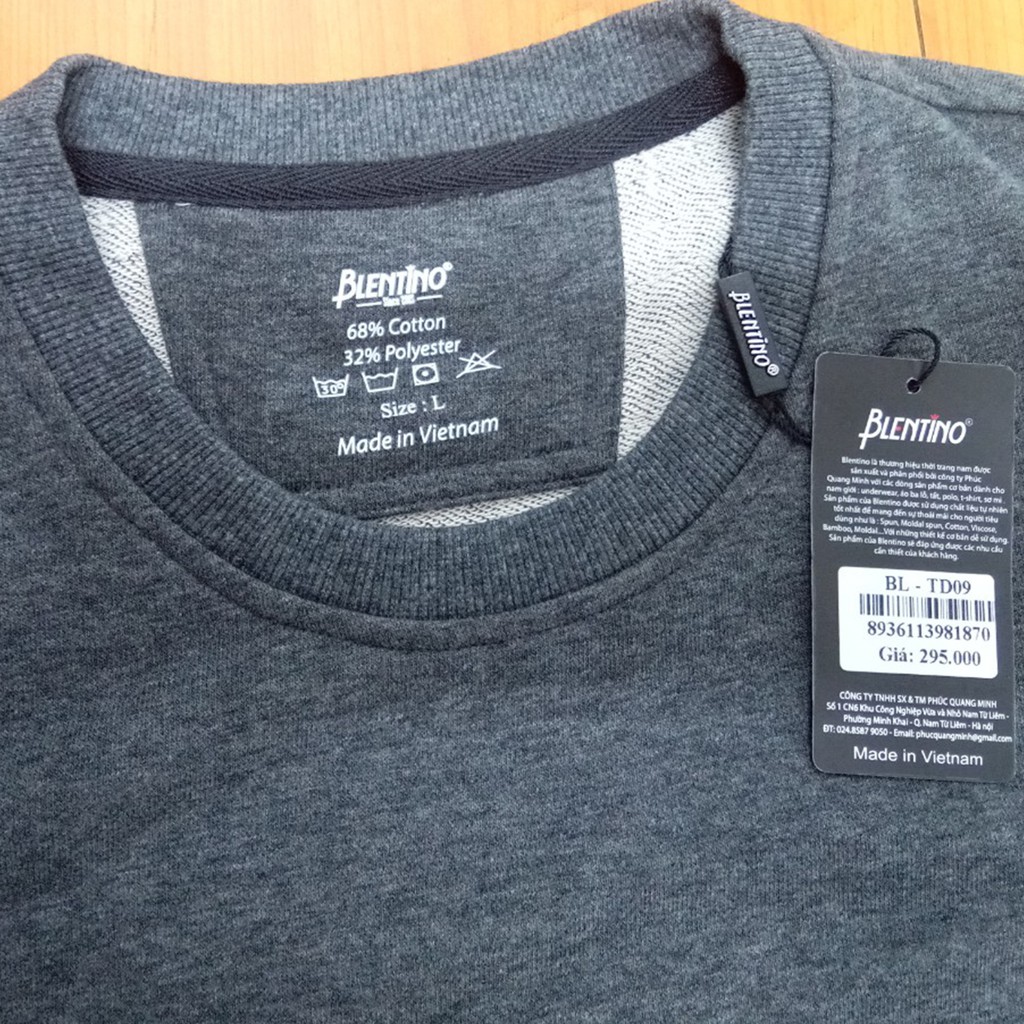 BLENTINO®
68% Cotton
32% Polyester
30°
Size : L
Made in Vietnam
BLENTINO®
BLENTINO®
Blentino là thương hiệu thời trang nam được
sản xuất và phân phối bởi công ty Phúc
Quang Minh với các dòng sản phẩm cơ bản dành cho
nam giới : underwear, áo ba lỗ, tất, polo, t-shirt, sơ mi
Sản phẩm của Blentino được sử dụng chất liệu tự nhiên
tốt nhất để mang đến sự thoải mái cho người tiêu
dùng như là : Spun, Moldal spun, Cotton, Viscose,
Bamboo, Moldal...Với những thiết kế cơ bản dễ sử dụng.
Sản phẩm của Blentino sẽ đáp ứng được các nhu cầu
cần thiết của khách hàng.
BL - TD09
8936113981870
Giá: 295.000
CÔNG TY TNHH SX & TM PHÚC QUANG MINH
Số 1 CN6 Khu Công Nghiệp Vừa và Nhỏ Nam Từ Liêm -
Phường Minh Khai - Q. Nam Từ Liêm - Hà nội
ĐT: 024.8587 9050 - Email: phucquangminh@gmail.com
Made in Vietnam